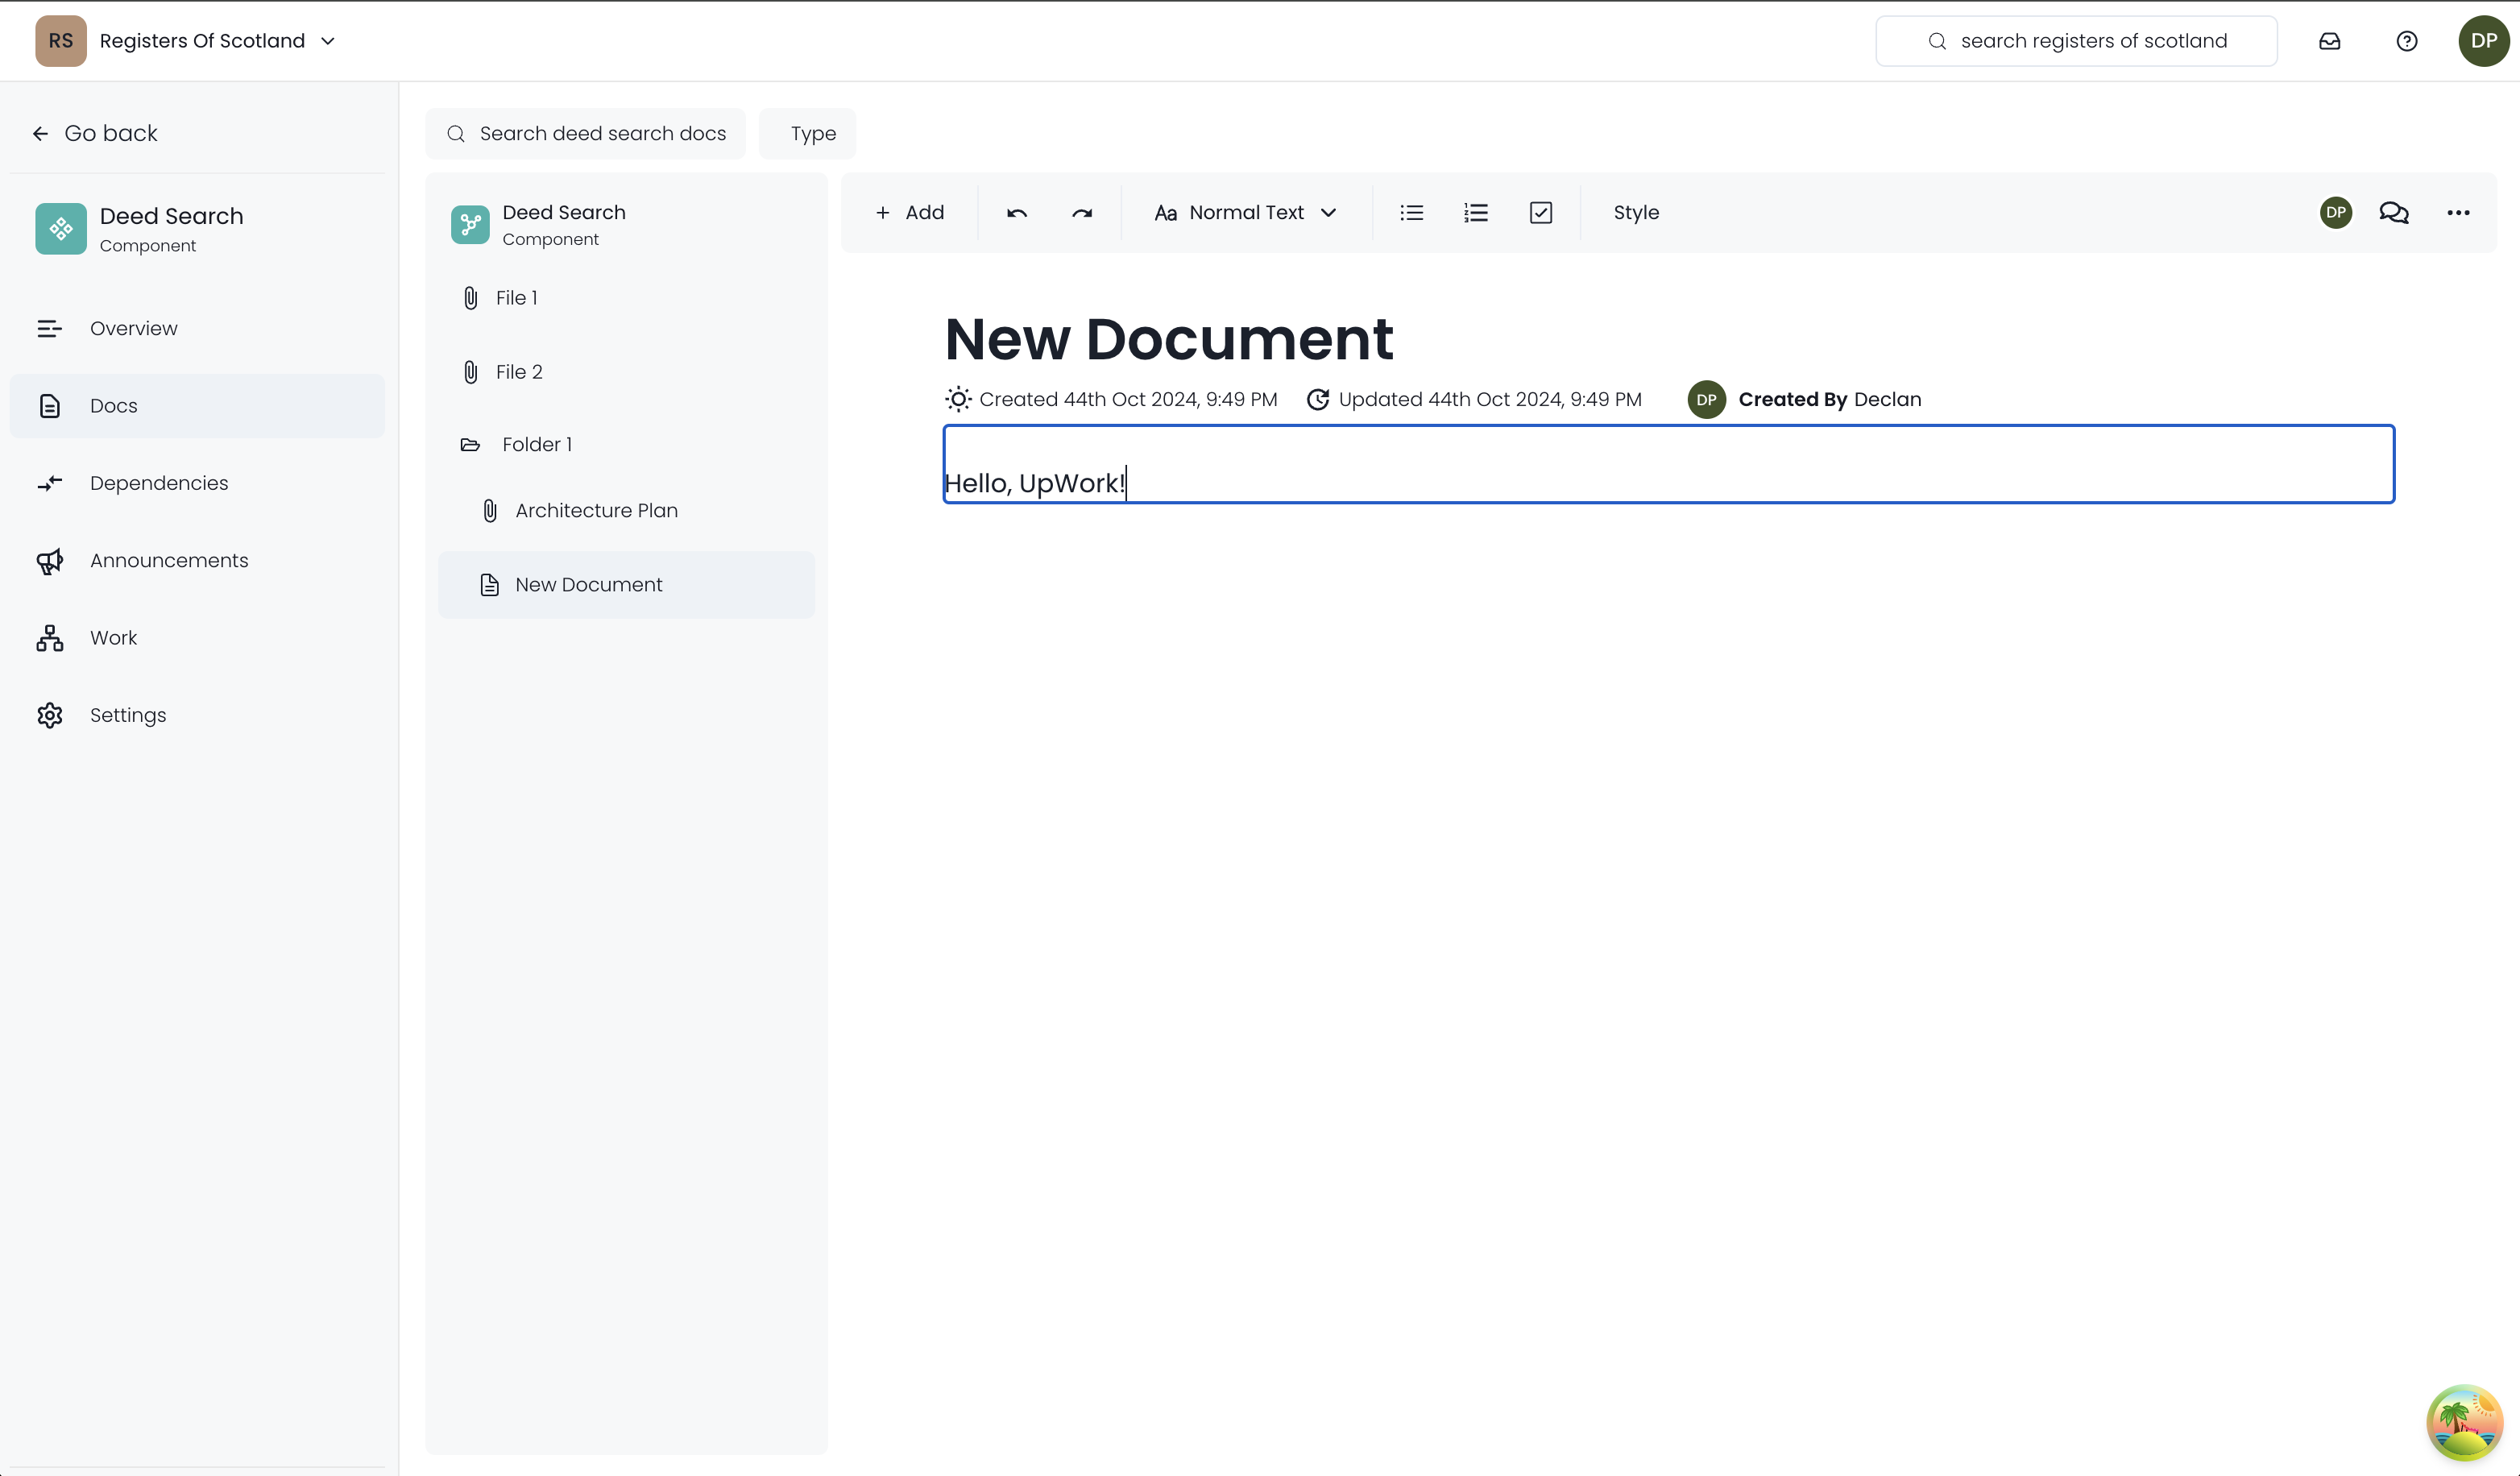 RS Registers Of Scotland
search registers of scotland
DP
Go back
Deed Search
Component
Overview
Docs
Dependencies
Announcements
Work
Settings
Search deed search docs
Type
Deed Search
Component
File 1
File 2
Folder 1
Architecture Plan
New Document
+ Add
Aa Normal Text
Style
DP
New Document
Created 44th Oct 2024, 9:49 PM Updated 44th Oct 2024, 9:49 PM DP Created By Declan
Hello, UpWork!